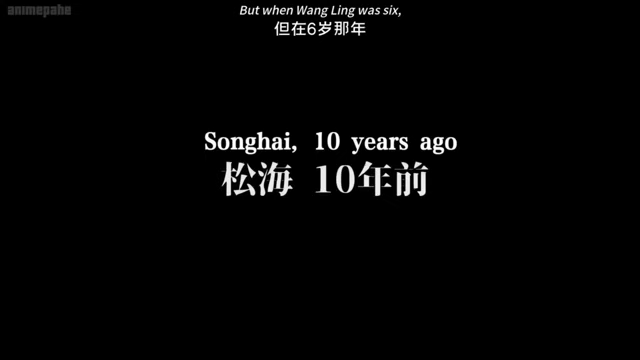 animepahe
But when Wang Ling was six,
但在6岁那年
Songhai, 10 years ago
松海 10年前